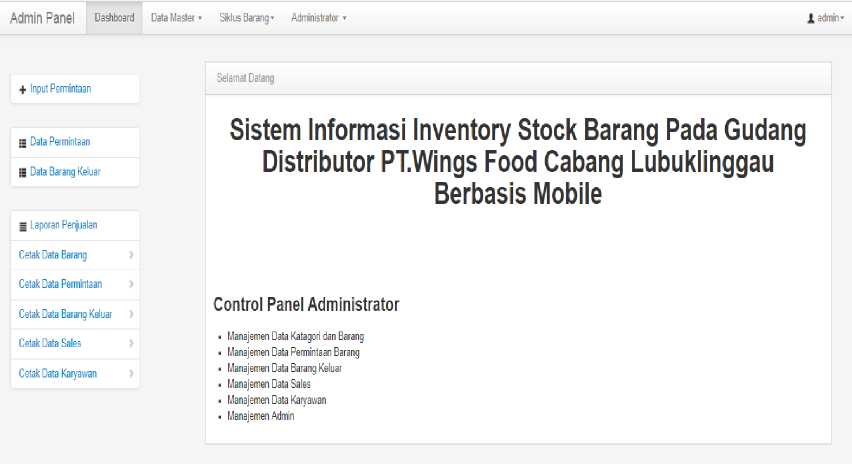 Admin Panel Dashboard Data Master Siklus Barang Administrator admin
Input Permintaan
Data Permintaan
Data Barang Keluar
Laporan Penjualan
Cetak Data Barang
Cetak Data Permintaan
Cetak Data Barang Keluar
Cetak Data Sales
Cetak Data Karyawan
Selamat Datang
Sistem Informasi Inventory Stock Barang Pada Gudang
Distributor PT.Wings Food Cabang Lubuklinggau
Berbasis Mobile
Control Panel Administrator
Manajemen Data Katagori dan Barang
Manajemen Data Permintaan Barang
Manajemen Data Barang Keluar
Manajemen Data Sales
Manajemen Data Karyawan
Manajemen Admin